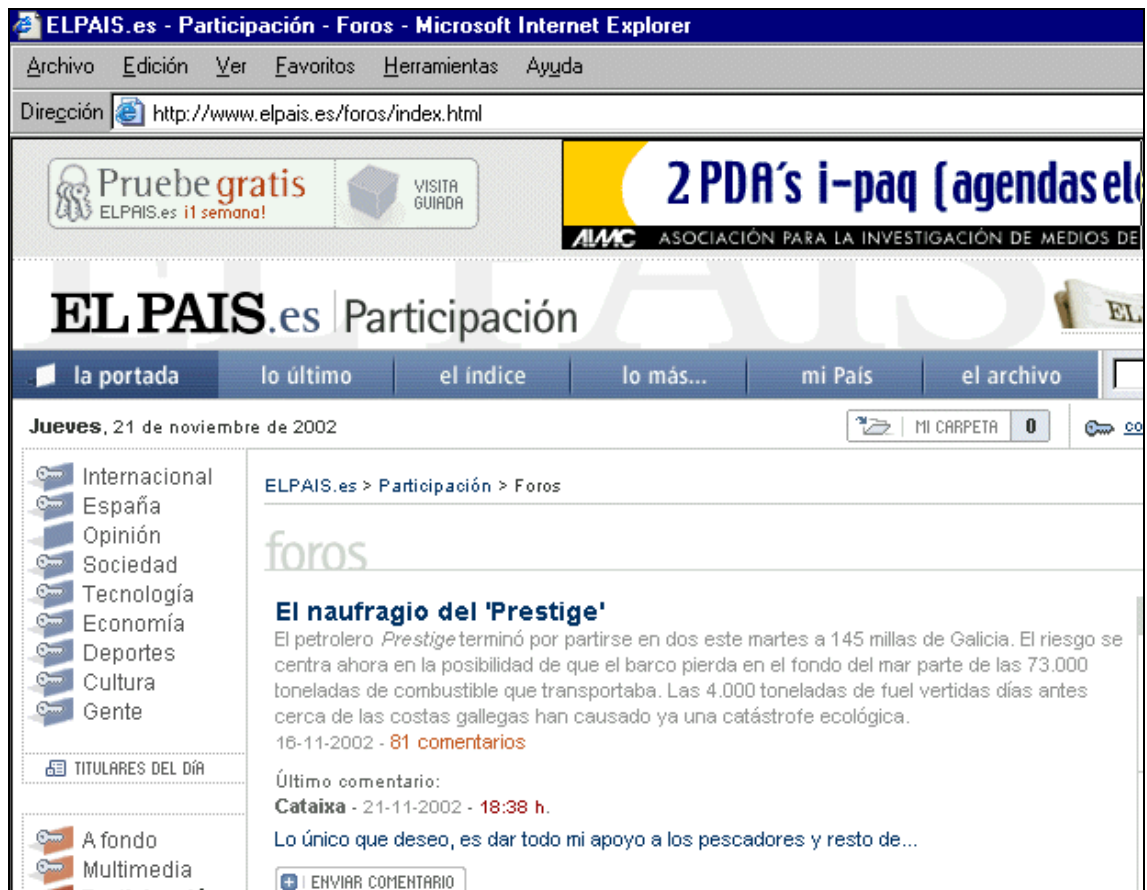 ELPAIS.es - Participación - Foros - Microsoft Internet Explorer
Archivo Edición Ver Favoritos Herramientas Ayuda
Dirección http://www.elpais.es/foros/index.html
Pruebe gratis
ELPAIS.es ¡1 semana!
VISITA
GUIADA
2 PDA's i-paq (agendas
AIMC ASOCIACIÓN PARA LA INVESTIGACIÓN DE MEDIOS DE
EL PAIS
EL PAIS.es Participación
EL
la portada lo último el índice lo más... mi País el archivo
Jueves, 21 de noviembre de 2002
MI CARPETA 0
Internacional
España
Opinión
Sociedad
Tecnología
Economía
Deportes
Cultura
Gente
TITULARES DEL DÍA
A fondo
Multimedia
ELPAIS.es > Participación > Foros
foros
El naufragio del 'Prestige'
El petrolero Prestige terminó por partirse en dos este martes a 145 millas de Galicia. El riesgo se
centra ahora en la posibilidad de que el barco pierda en el fondo del mar parte de las 73.000
toneladas de combustible que transportaba. Las 4.000 toneladas de fuel vertidas días antes
cerca de las costas gallegas han causado ya una catástrofe ecológica.
16-11-2002 - 81 comentarios
Último comentario:
Cataixa - 21-11-2002 - 18:38 h.
Lo único que deseo, es dar todo mi apoyo a los pescadores y resto de...
ENVIAR COMENTARIO